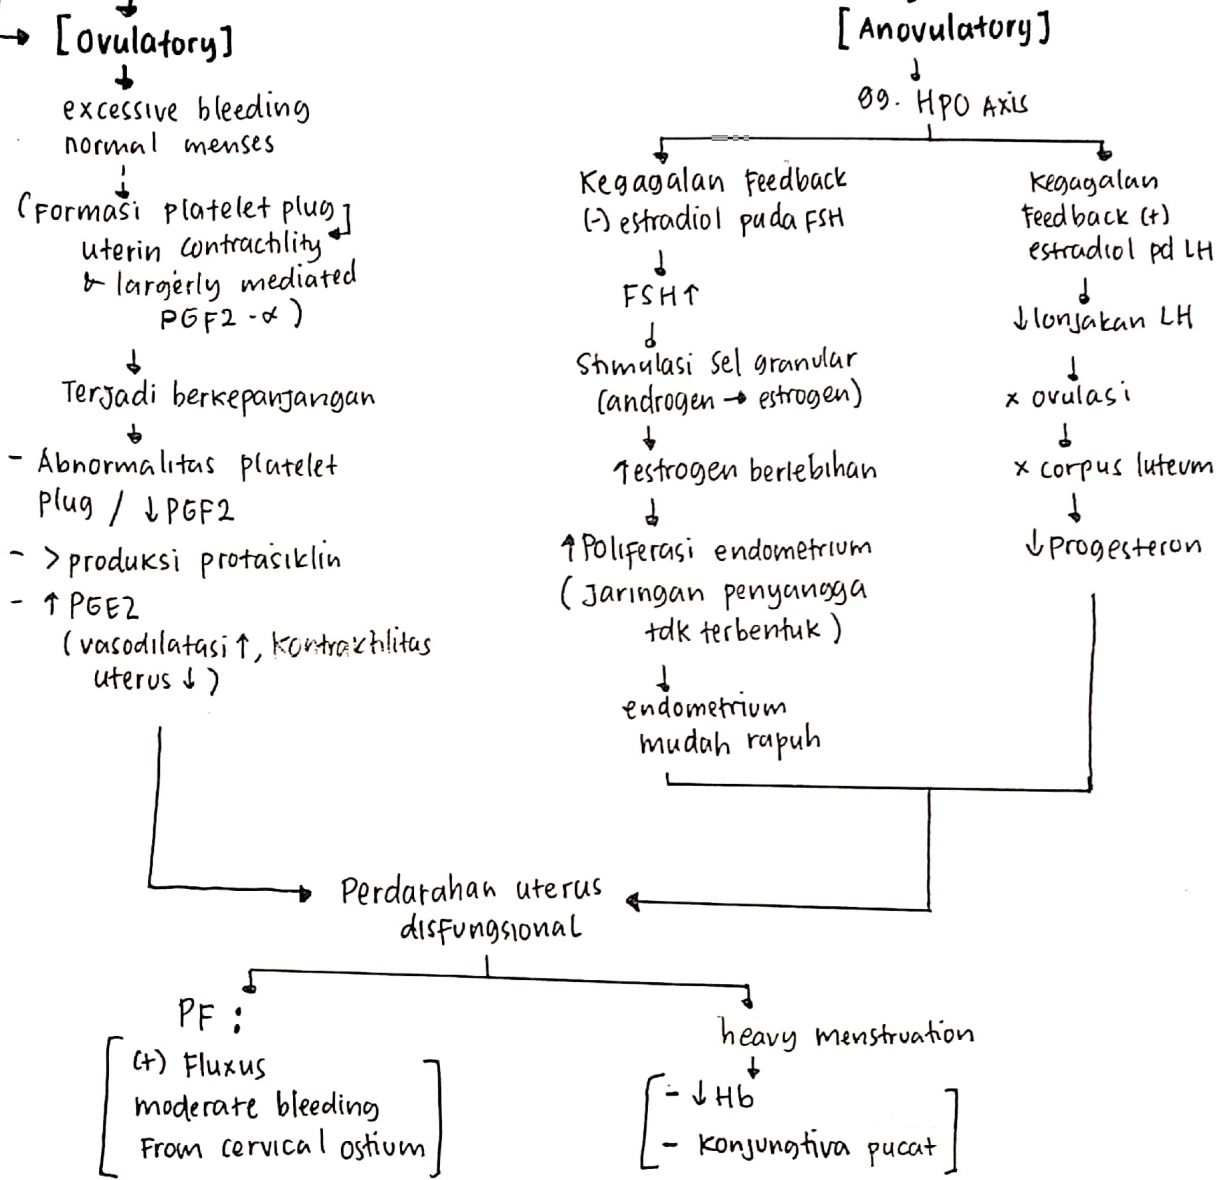 → [Ovulatory]
↓
excessive bleeding
normal menses
↓
(Formasi platelet plug
uterin contractility
↳ largerly mediated
PGF2-α)
↓
Terjadi berkepanjangan
↓
- Abnormalitas platelet
plug / ↓ PGF2
- > produksi protasiklin
- ↑ PGE2
(vasodilatasi ↑, kontraktilitas
uterus ↓)
[Anovulatory]
↓
gg. HPO Axis
Kegagalan Feedback
(-) estradiol pada FSH
↓
FSH ↑
↓
Stimulasi sel granular
(androgen → estrogen)
↓
↑ estrogen berlebihan
↓
↑ Poliferasi endometrium
(Jaringan penyangga
tdk terbentuk)
↓
endometrium
mudah rapuh
Kegagalan
Feedback (+)
estradiol pd LH
↓
↓ lonjakan LH
↓
x ovulasi
↓
x corpus luteum
↓
↓ Progesteron
Perdarahan uterus
disfungsional
PF :
(+) Fluxus
moderate bleeding
From cervical ostium
heavy menstruation
↓
- ↓ Hb
- Konjungtiva pucat